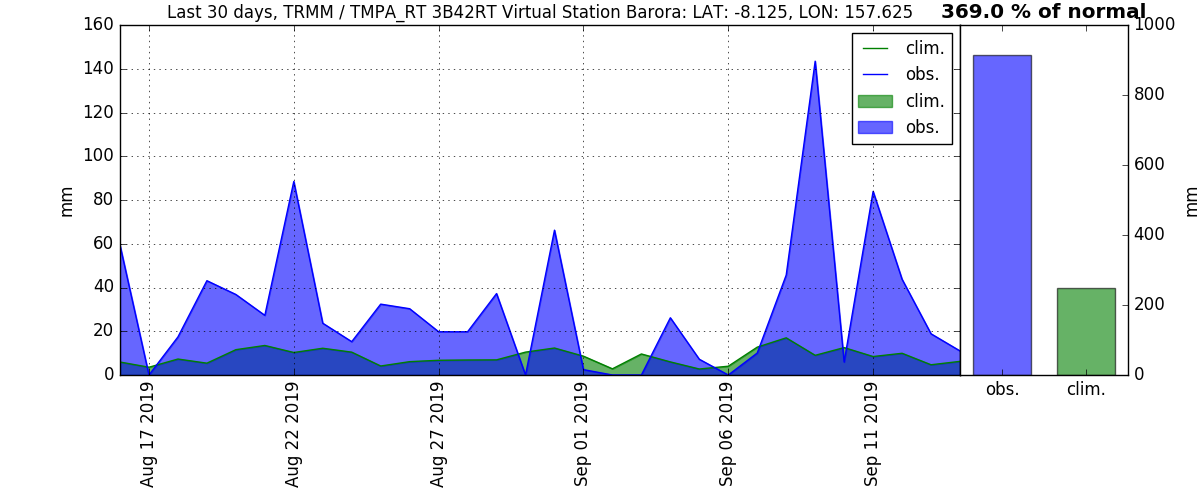 Last 30 days, TRMM / TMPA_RT 3B42RT Virtual Station Barora: LAT: -8.125, LON: 157.625
369.0 % of normal
160
140
120
100
80
60
40
20
0
mm
clim.
obs.
clim.
obs.
1000
800
600
400
200
0
mm
Aug 17 2019
Aug 22 2019
Aug 27 2019
Sep 01 2019
Sep 06 2019
Sep 11 2019
obs.
clim.